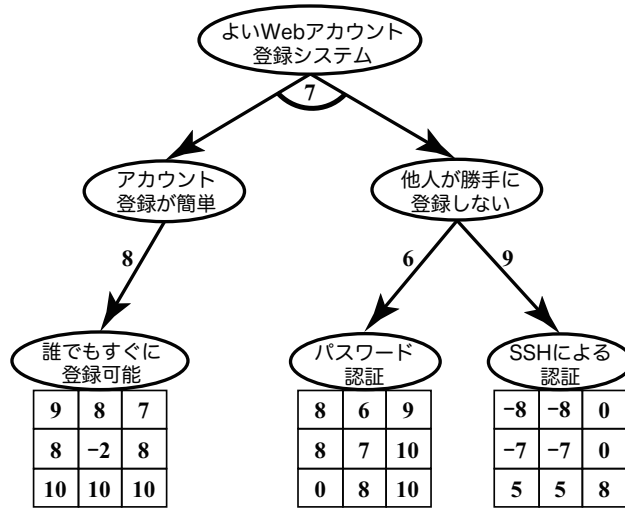 よいWebアカウント
登録システム
7
アカウント
登録が簡単
他人が勝手に
登録しない
8
6
9
誰でもすぐに
登録可能
パスワード
認証
SSHによる
認証
9 8 7
8 −2 8
10 10 10
8 6 9
8 7 10
0 8 10
−8 −8 0
−7 −7 0
5 5 8